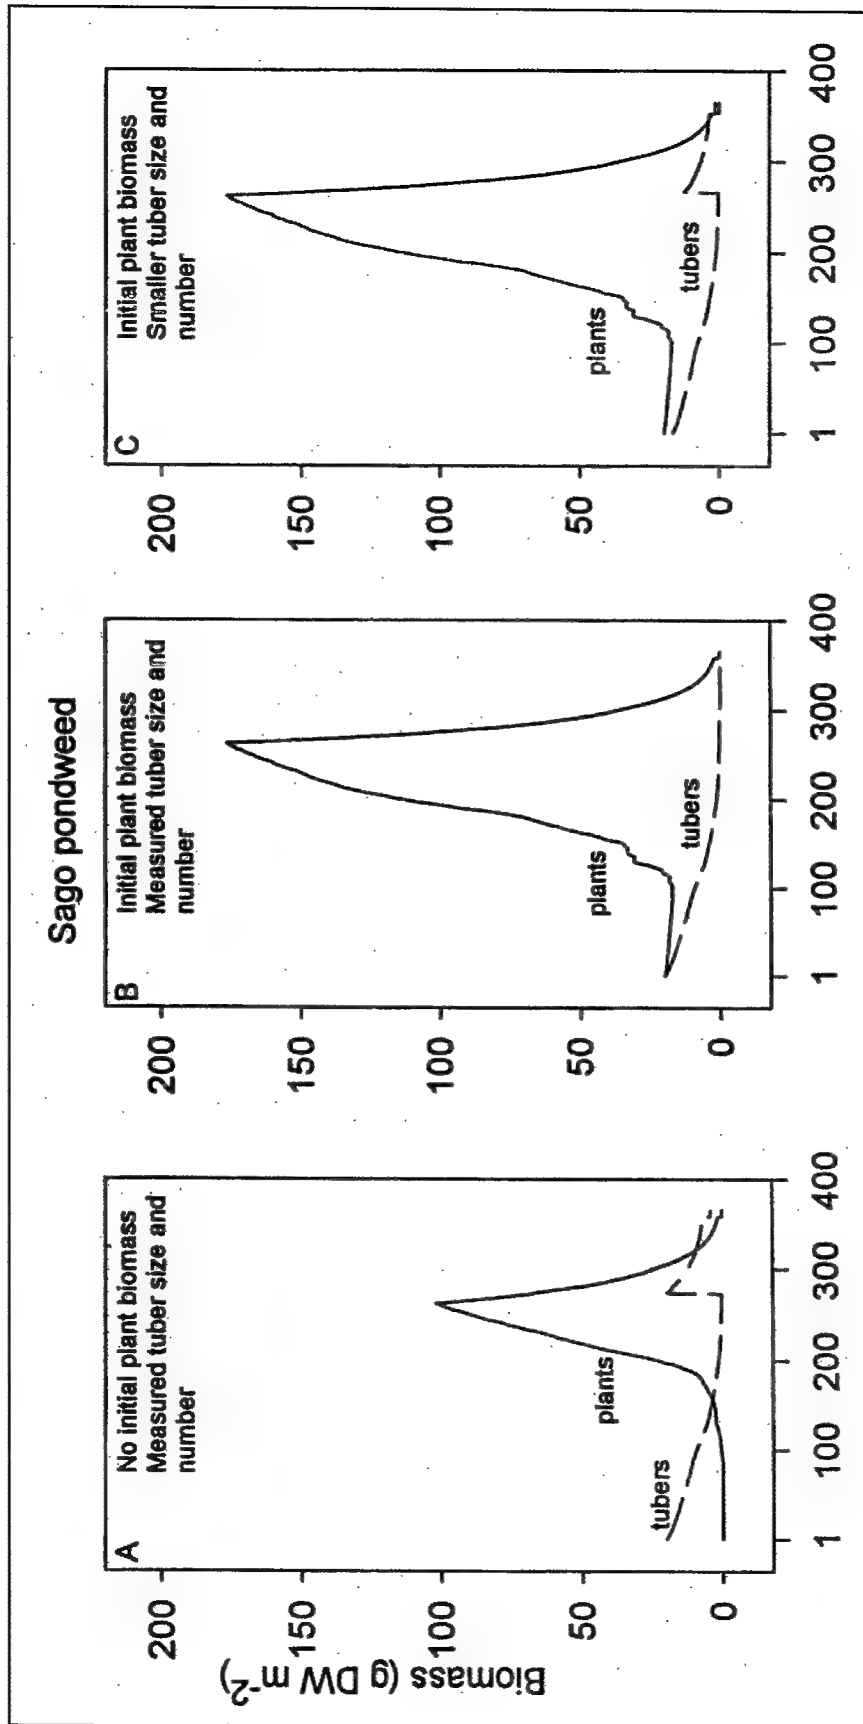 Sago pondweed
Biomass (g DW m-2)
A
No initial plant biomass
Measured tuber size and
number
200
150
100
50
0
tubers
plants
1
100
200
300
400
B
Initial plant biomass
Measured tuber size and
number
200
150
100
50
0
plants
tubers
1
100
200
300
400
C
Initial plant biomass
Smaller tuber size and
number
200
150
100
50
0
plants
tubers
1
100
200
300
400